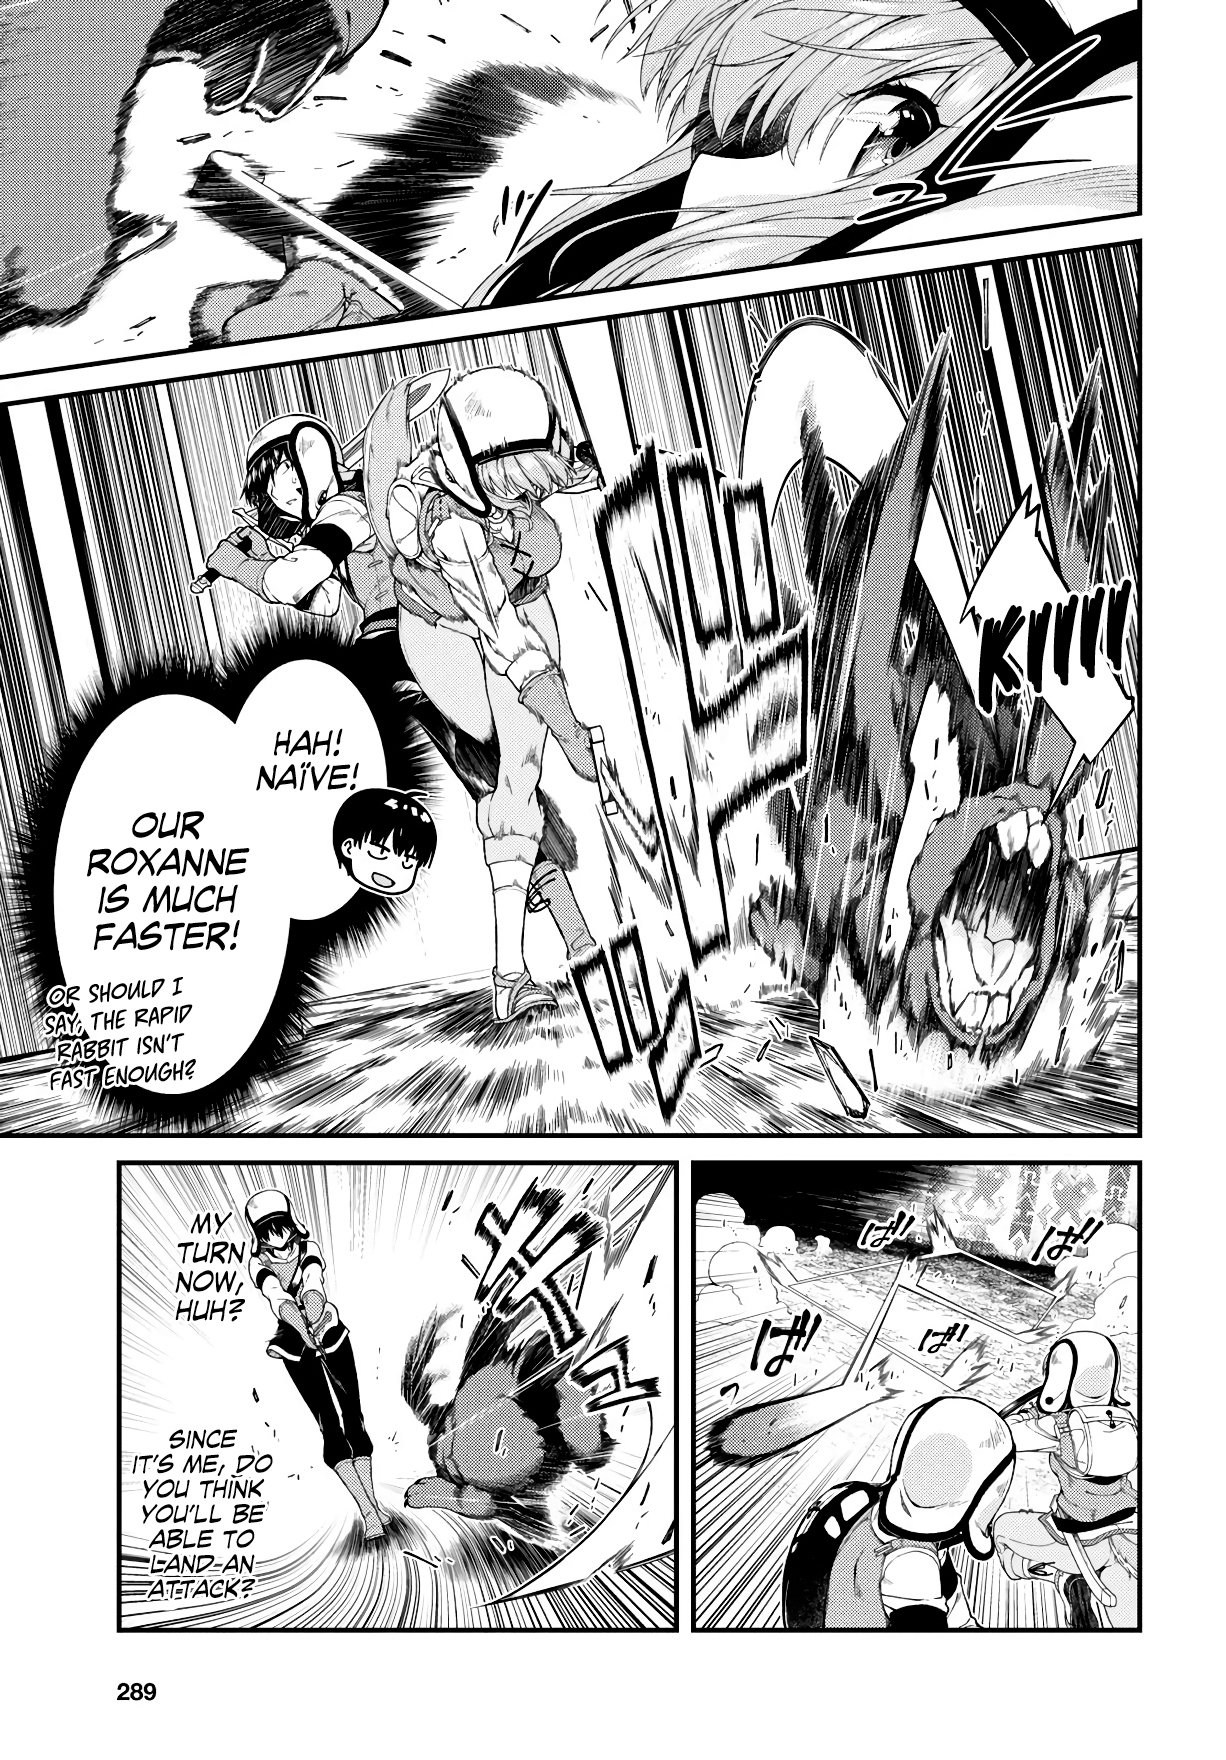 KIIII
HAH!
NAÏVE!
OUR
ROXANNE
IS MUCH
FASTER!
OR SHOULD I
SAY, THE RAPID
RABBIT ISN'T
FAST ENOUGH?
ば!
ば!
ば!
MY
TURN
NOW,
HUH?
SINCE
IT'S ME, DO
YOU THINK
YOU'LL BE
ABLE TO
LAND AN
ATTACK?
289